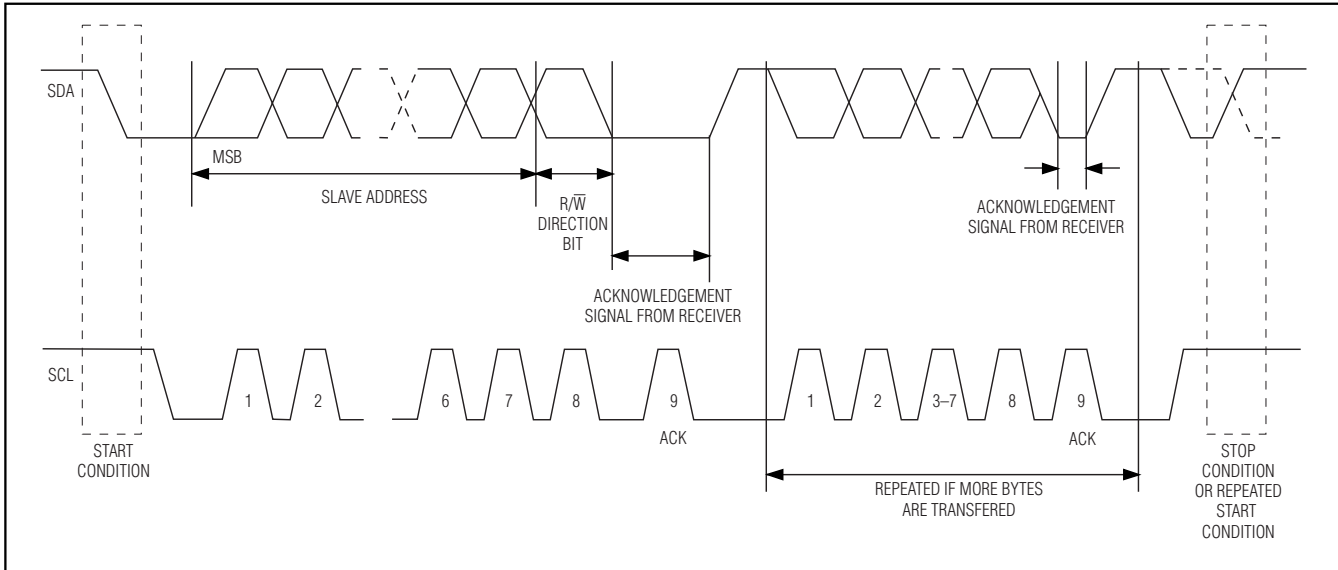 SDA
MSB
SLAVE ADDRESS
R/W̅
DIRECTION
BIT
ACKNOWLEDGEMENT
SIGNAL FROM RECEIVER
ACKNOWLEDGEMENT
SIGNAL FROM RECEIVER
SCL
1 2 6 7 8 9 1 2 3–7 8 9
ACK ACK
START
CONDITION
REPEATED IF MORE BYTES
ARE TRANSFERED
STOP
CONDITION
OR REPEATED
START
CONDITION